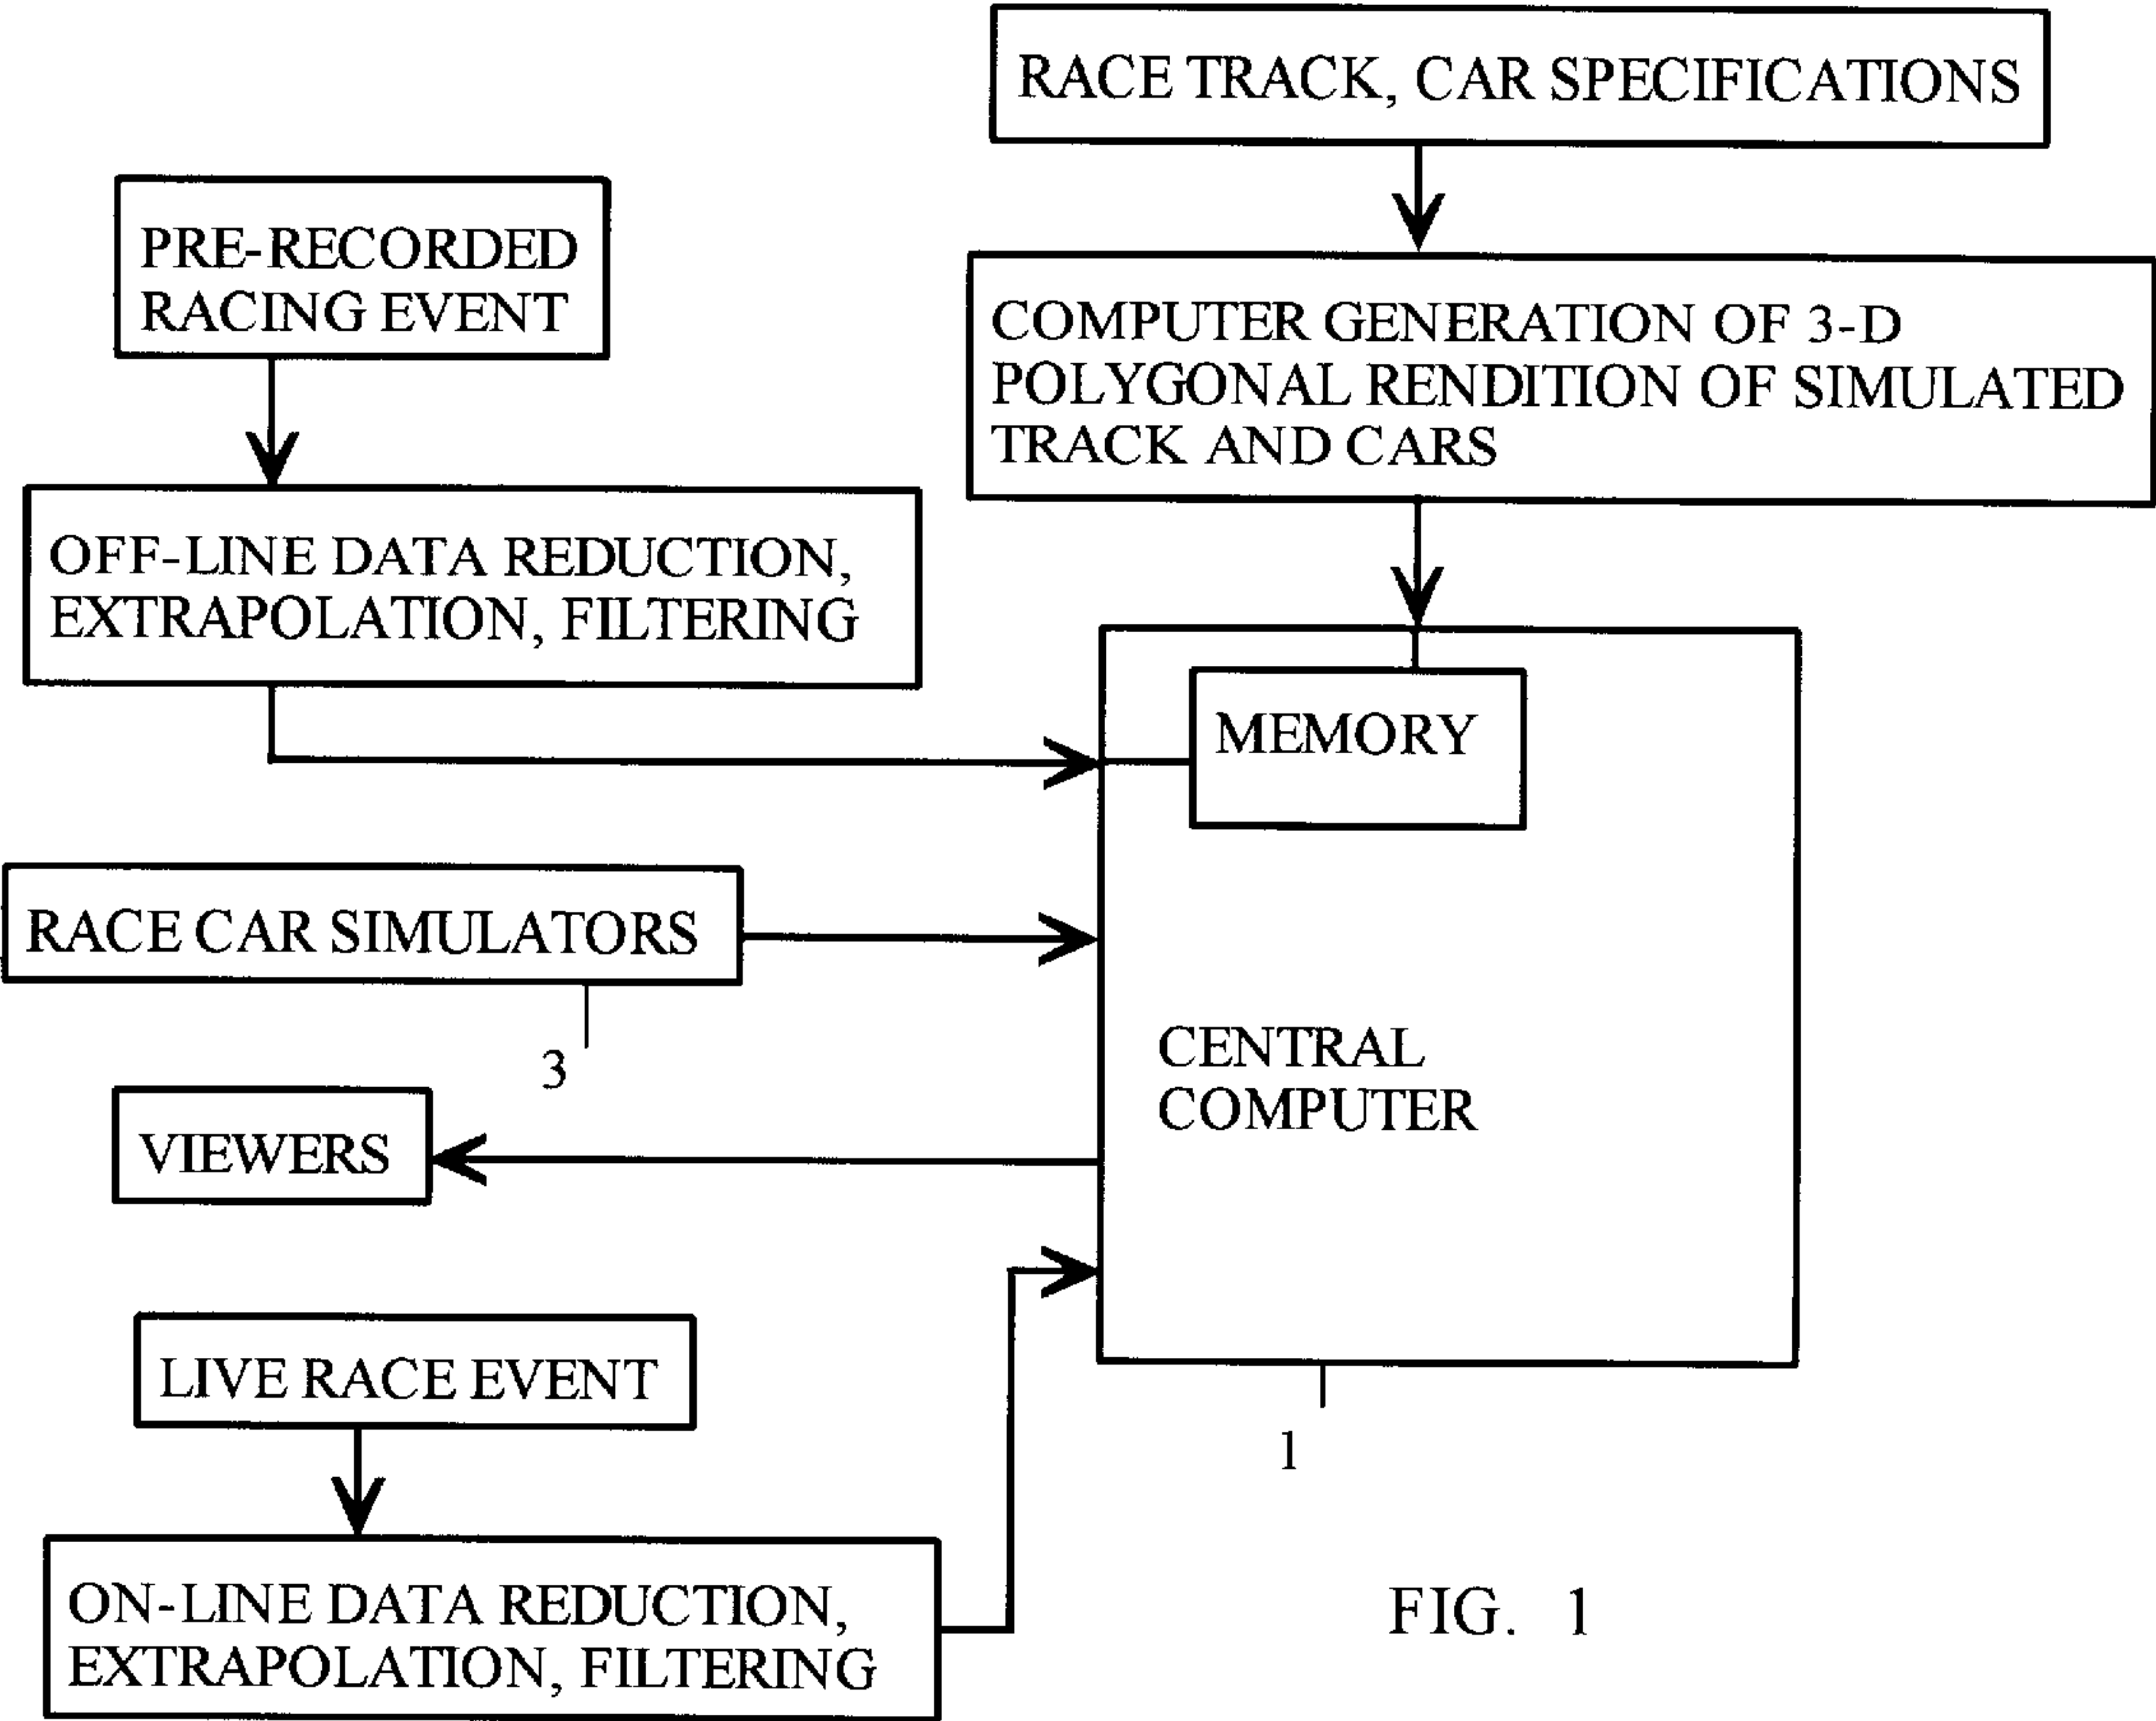 RACE TRACK, CAR SPECIFICATIONS
PRE-RECORDED
RACING EVENT
COMPUTER GENERATION OF 3-D
POLYGONAL RENDITION OF SIMULATED
TRACK AND CARS
OFF-LINE DATA REDUCTION,
EXTRAPOLATION, FILTERING
MEMORY
RACE CAR SIMULATORS
3
CENTRAL
COMPUTER
VIEWERS
LIVE RACE EVENT
1
ON-LINE DATA REDUCTION,
EXTRAPOLATION, FILTERING
FIG. 1